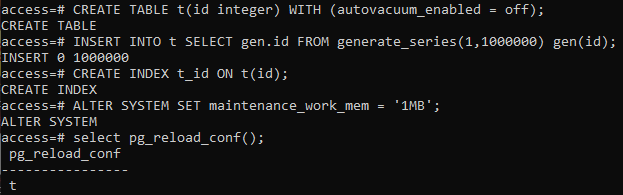 access=# CREATE TABLE t(id integer) WITH (autovacuum_enabled = off);
CREATE TABLE
access=# INSERT INTO t SELECT gen.id FROM generate_series(1,1000000) gen(id);
INSERT 0 1000000
access=# CREATE INDEX t_id ON t(id);
CREATE INDEX
access=# ALTER SYSTEM SET maintenance_work_mem = '1MB';
ALTER SYSTEM
access=# select pg_reload_conf();
 pg_reload_conf
----------------
 t